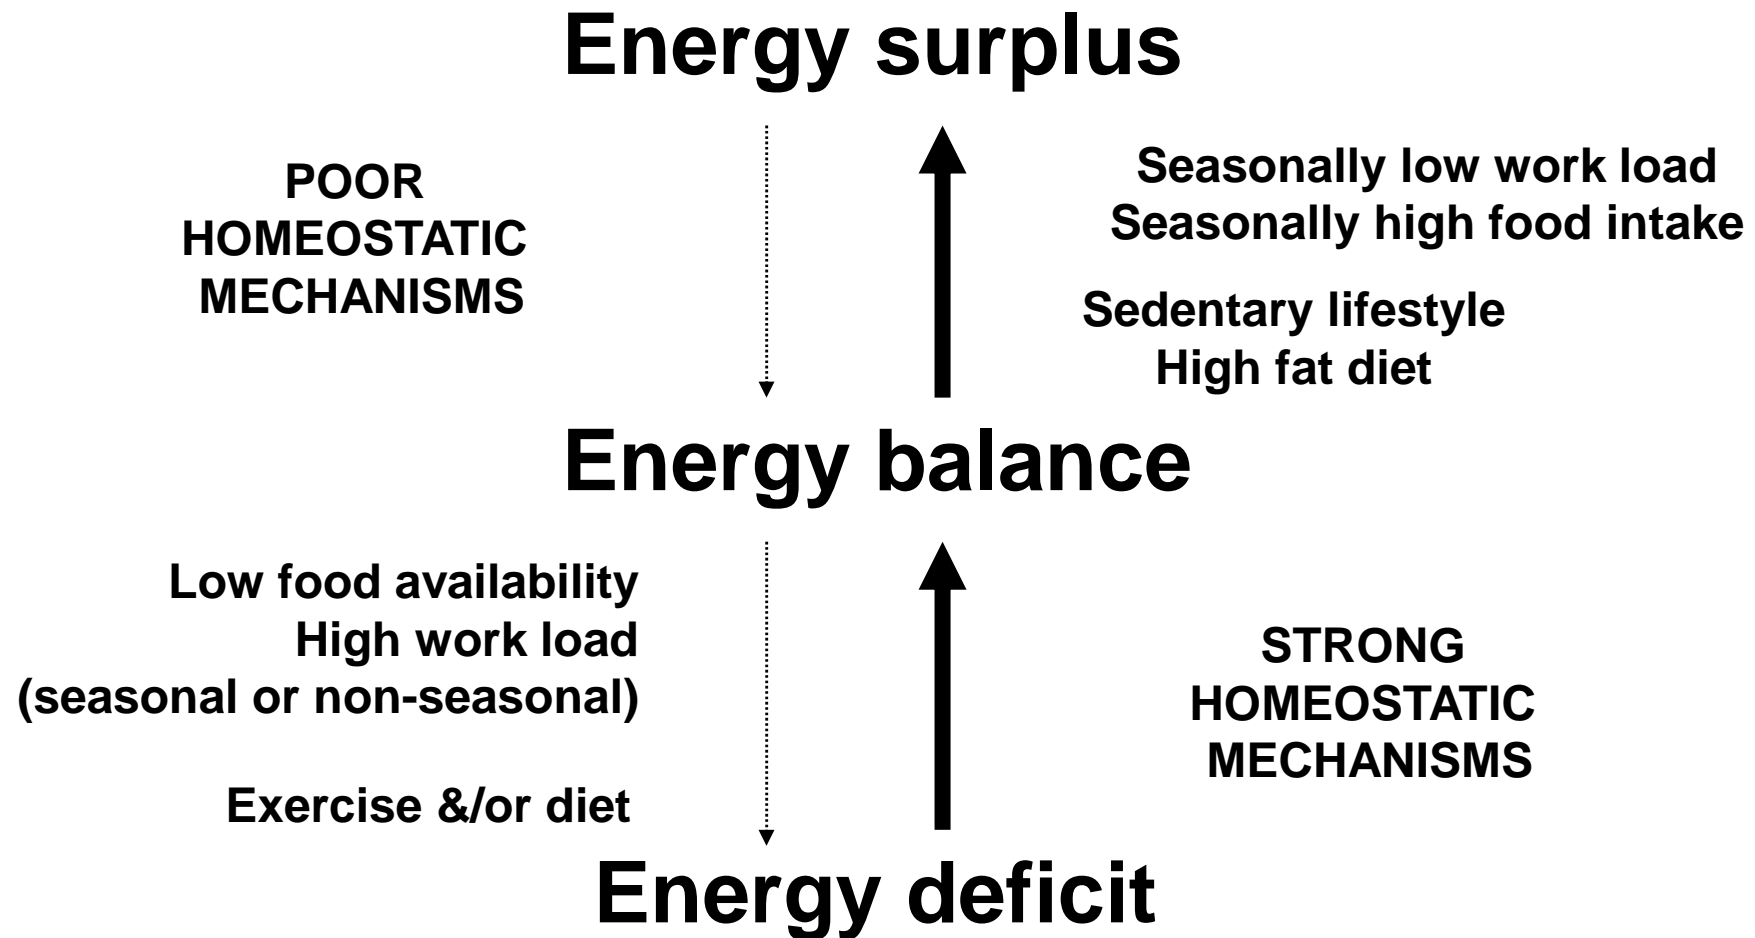 Energy surplus
POOR
HOMEOSTATIC
MECHANISMS
Seasonally low work load
Seasonally high food intake
Sedentary lifestyle
High fat diet
Energy balance
Low food availability
High work load
(seasonal or non-seasonal)
Exercise &/or diet
STRONG
HOMEOSTATIC
MECHANISMS
Energy deficit